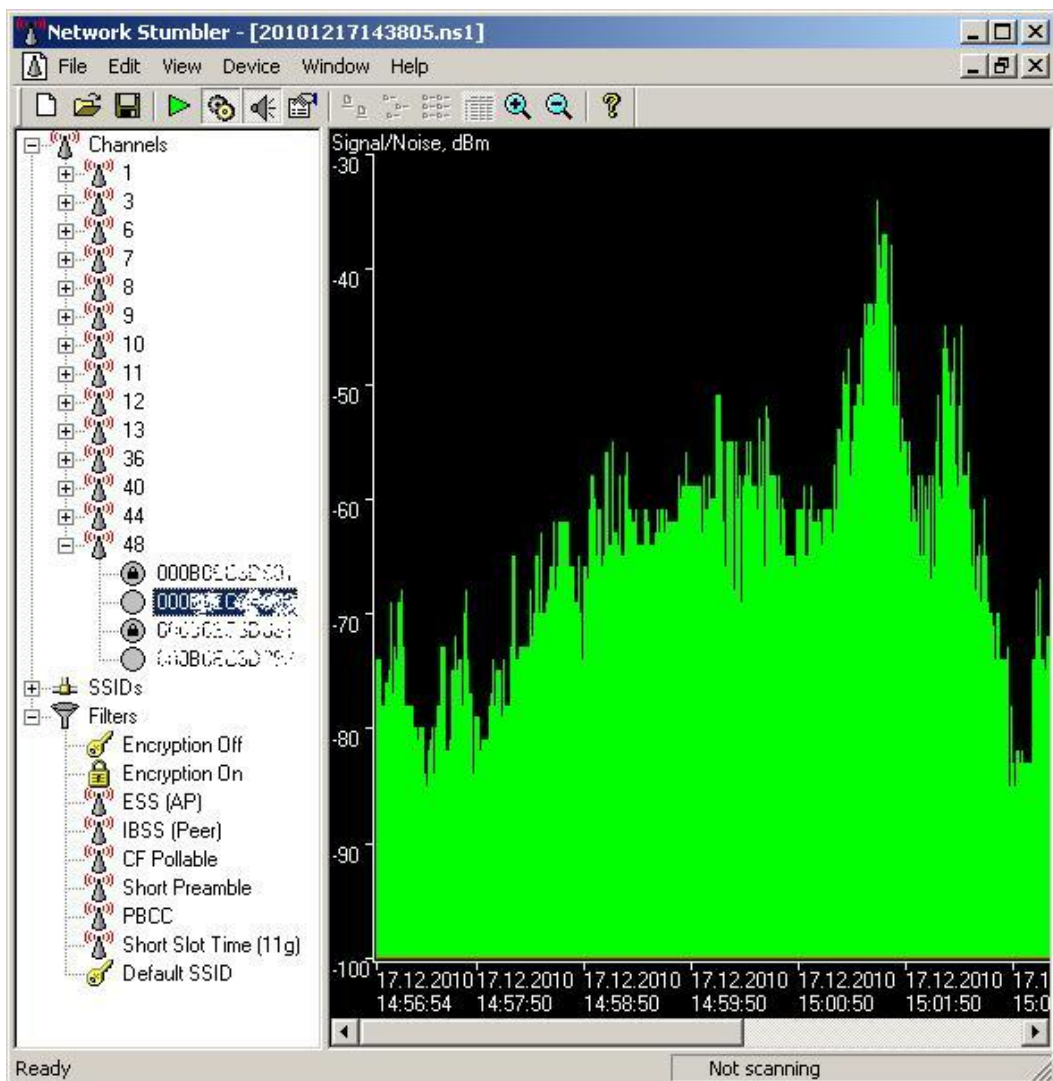 Network Stumbler - [20101217143805.ns1]
File Edit View Device Window Help
Channels
1
3
6
7
8
9
10
11
12
13
36
40
44
48
SSIDs
Filters
Encryption Off
Encryption On
ESS (AP)
IBSS (Peer)
CF Pollable
Short Preamble
PBCC
Short Slot Time (11g)
Default SSID
Signal/Noise, dBm
-30
-40
-50
-60
-70
-80
-90
-100
17.12.2010 17.12.2010 17.12.2010 17.12.2010 17.12.2010 17.12.2010 17.1
14:56:54 14:57:50 14:58:50 14:59:50 15:00:50 15:01:50 15:0
Ready Not scanning